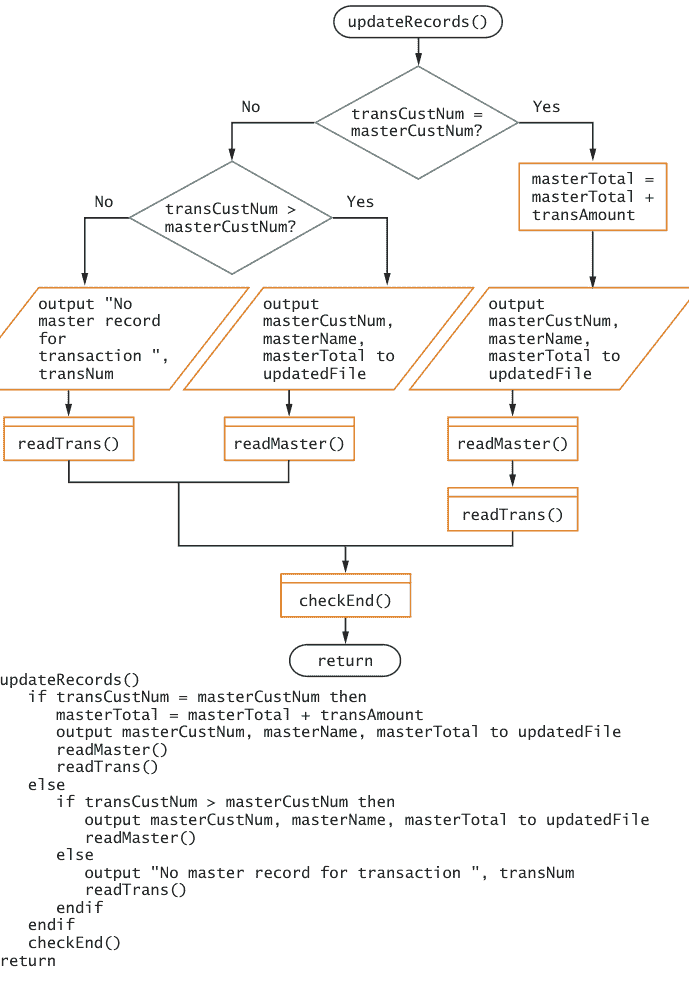 updateRecords()
No
Yes
transCustNum =
masterCustNum?
masterTotal =
masterTotal +
transAmount
No
Yes
transCustNum >
masterCustNum?
output "No
master record
for
transaction ",
transNum
output
masterCustNum,
masterName,
masterTotal to
updatedFile
output
masterCustNum,
masterName,
masterTotal to
updatedFile
readTrans()
readMaster()
readMaster()
readTrans()
checkEnd()
return
updateRecords()
if transCustNum = masterCustNum then
masterTotal = masterTotal + transAmount
output masterCustNum, masterName, masterTotal to updatedFile
readMaster()
readTrans()
else
if transCustNum > masterCustNum then
output masterCustNum, masterName, masterTotal to updatedFile
readMaster()
else
output "No master record for transaction ", transNum
readTrans()
endif
endif
checkEnd()
return